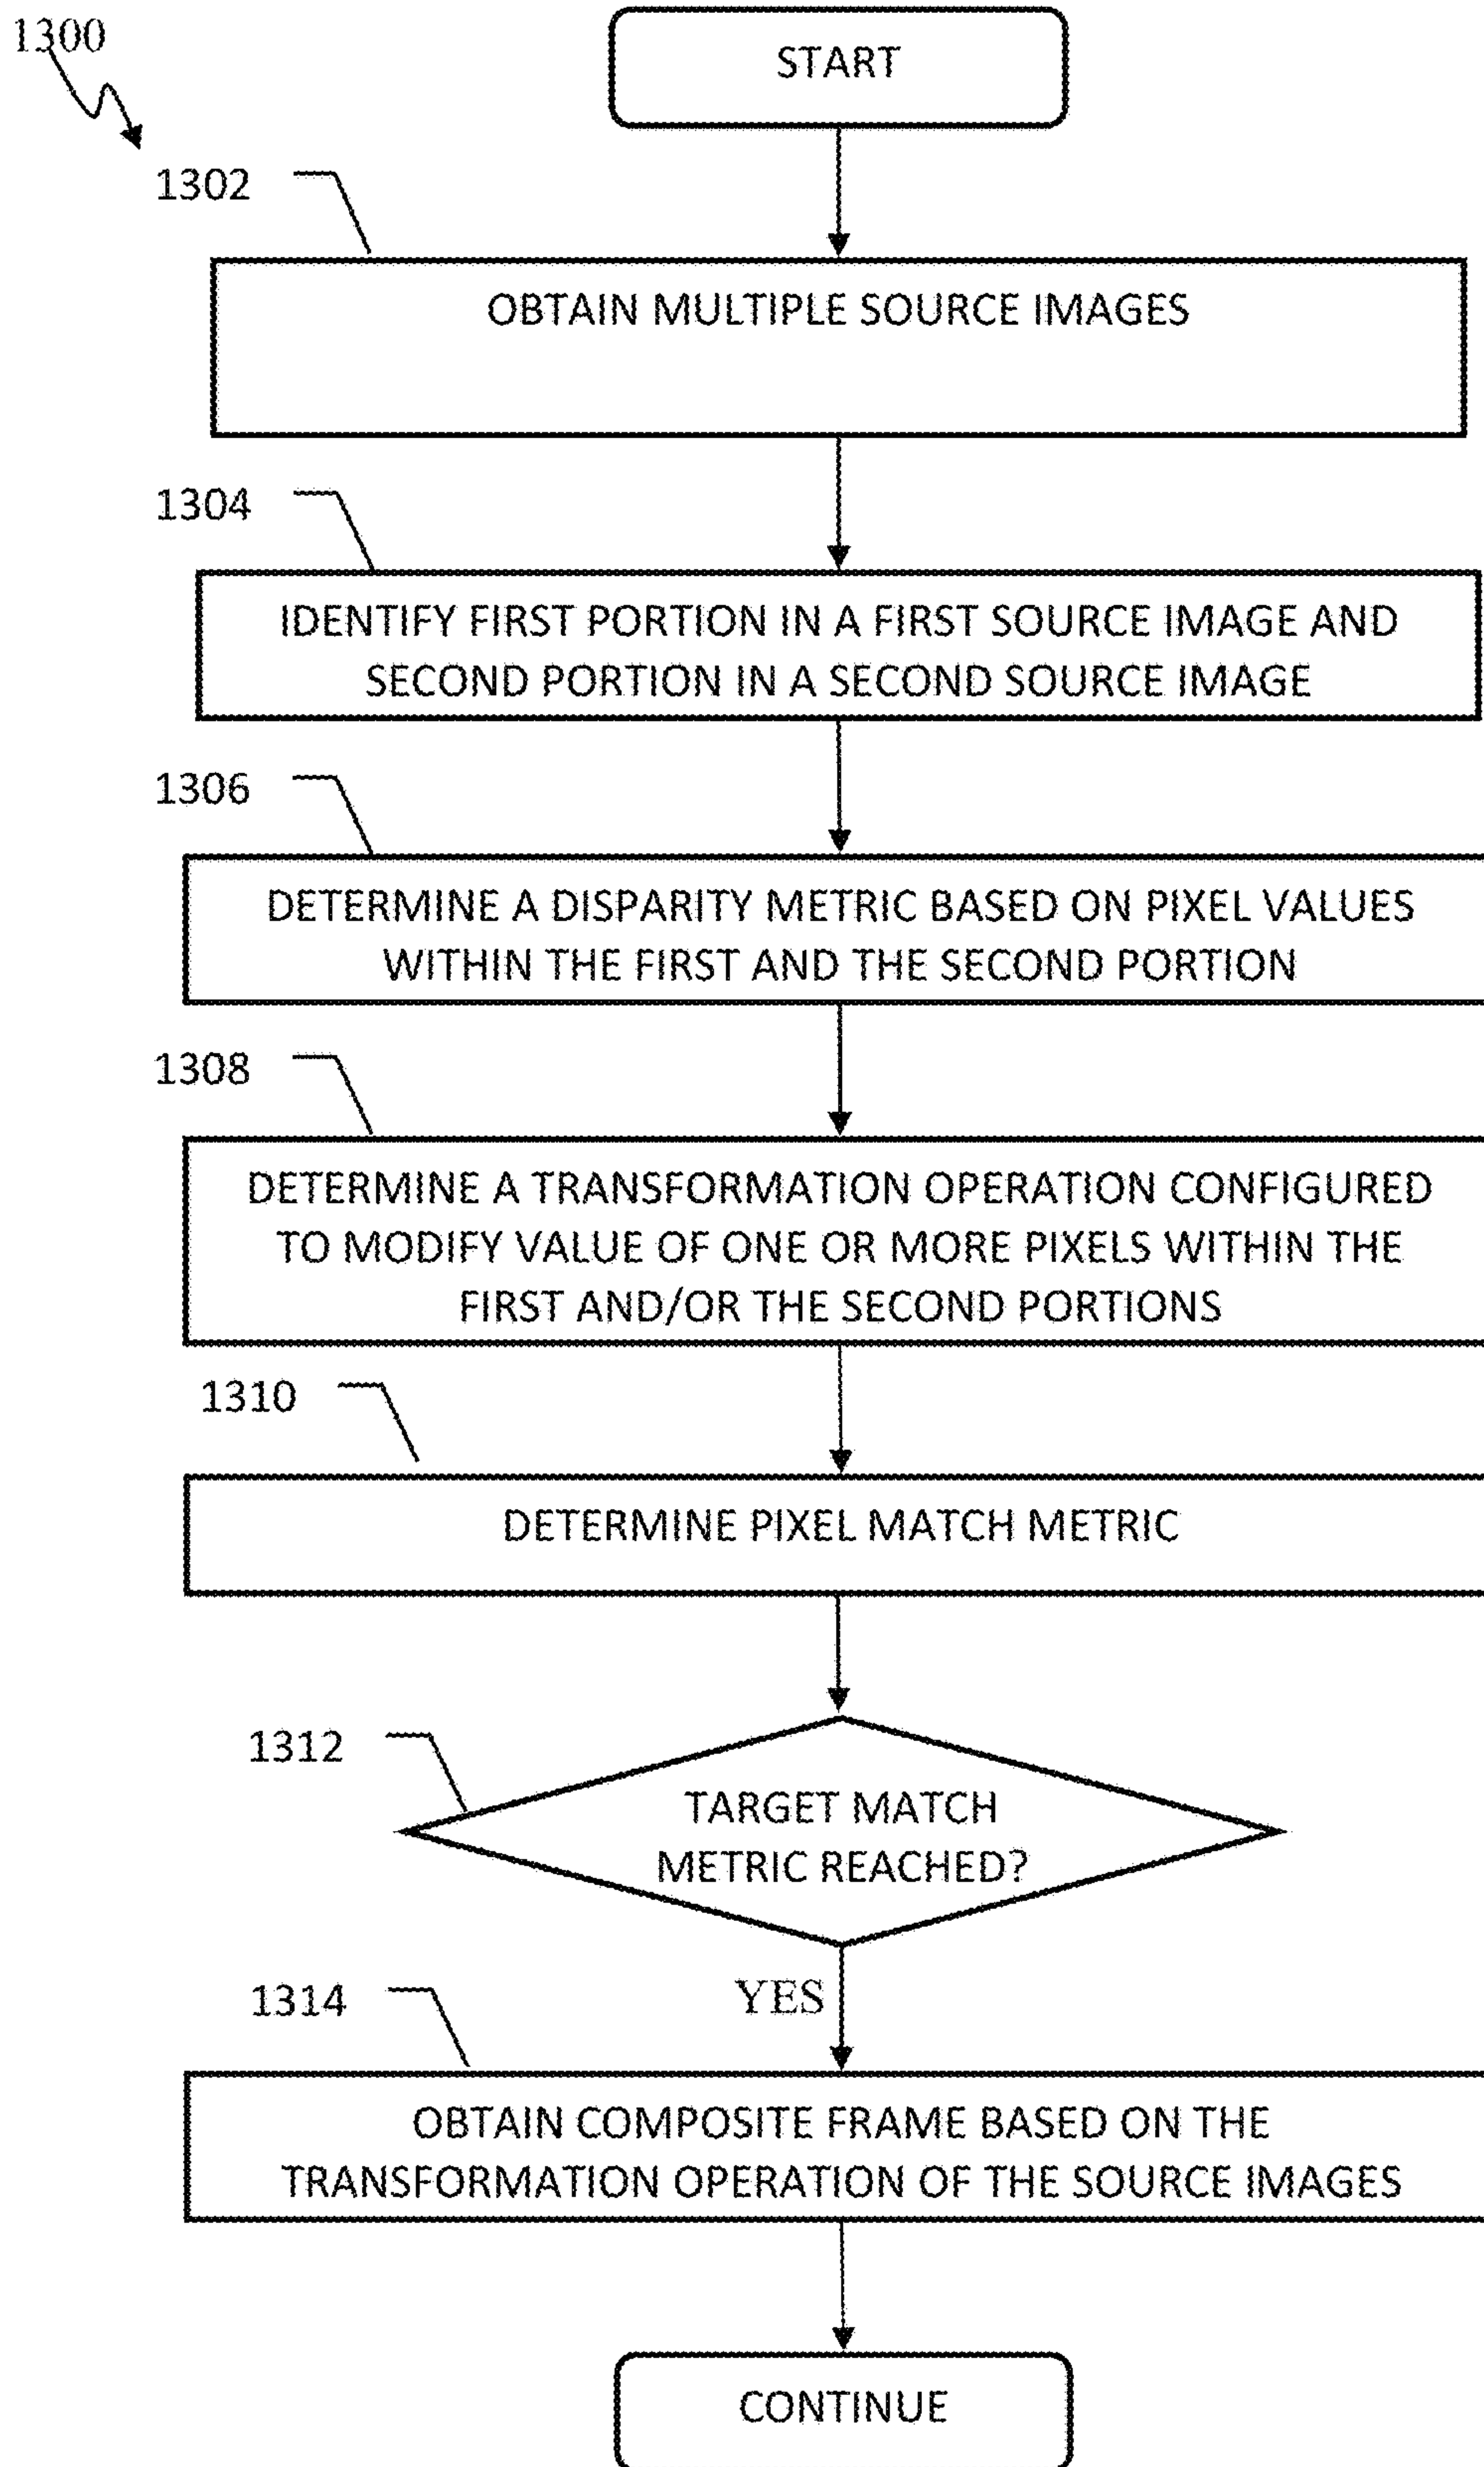 1300
START
1302
OBTAIN MULTIPLE SOURCE IMAGES
1304
IDENTIFY FIRST PORTION IN A FIRST SOURCE IMAGE AND
SECOND PORTION IN A SECOND SOURCE IMAGE
1306
DETERMINE A DISPARITY METRIC BASED ON PIXEL VALUES
WITHIN THE FIRST AND THE SECOND PORTION
1308
DETERMINE A TRANSFORMATION OPERATION CONFIGURED
TO MODIFY VALUE OF ONE OR MORE PIXELS WITHIN THE
FIRST AND/OR THE SECOND PORTIONS
1310
DETERMINE PIXEL MATCH METRIC
1312
TARGET MATCH
METRIC REACHED?
YES
1314
OBTAIN COMPOSITE FRAME BASED ON THE
TRANSFORMATION OPERATION OF THE SOURCE IMAGES
CONTINUE